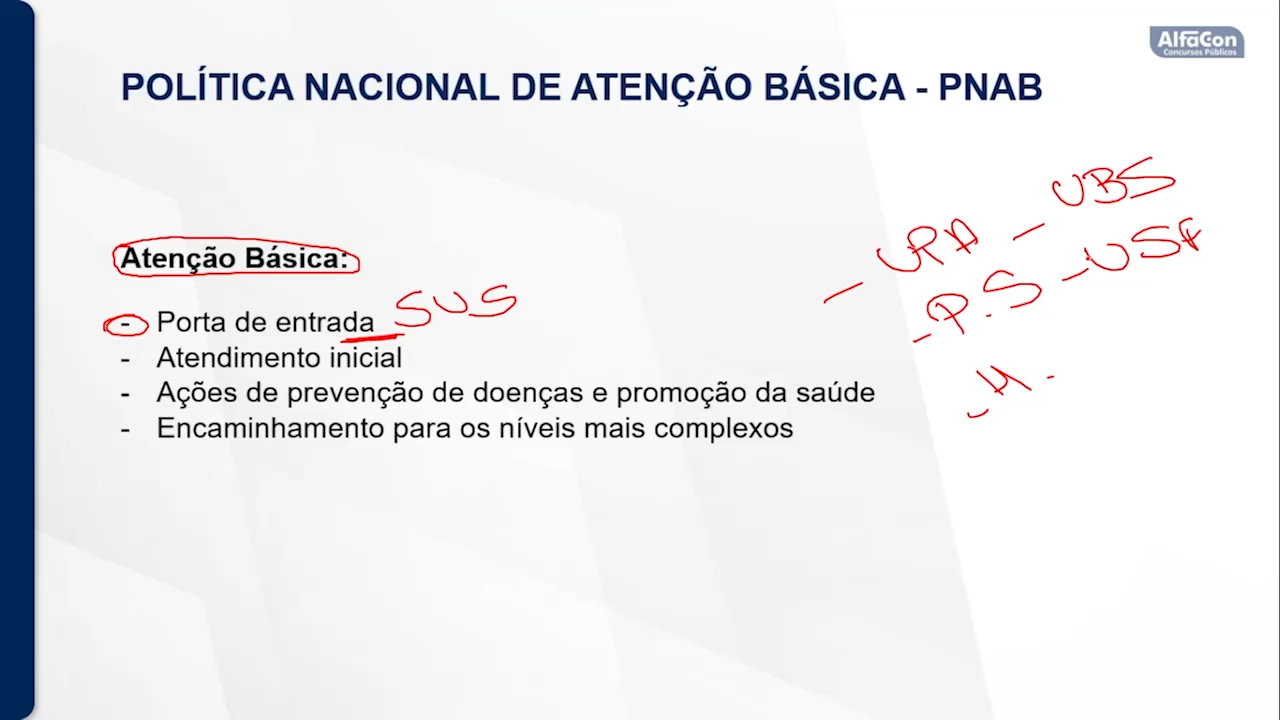 AlfaCon
Concursos Públicos
POLÍTICA NACIONAL DE ATENÇÃO BÁSICA - PNAB
Atenção Básica:
- Porta de entrada SUS
- Atendimento inicial
- Ações de prevenção de doenças e promoção da saúde
- Encaminhamento para os níveis mais complexos
- UPA - UBS
- P.S - USF
- H.